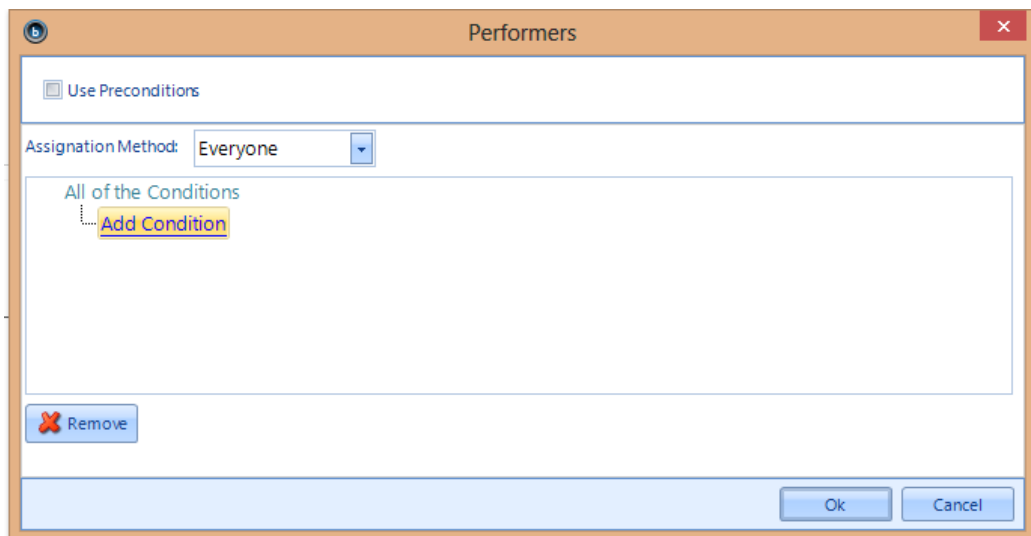 Performers
Use Preconditions
Assignation Method: Everyone
All of the Conditions
Add Condition
Remove
Ok Cancel